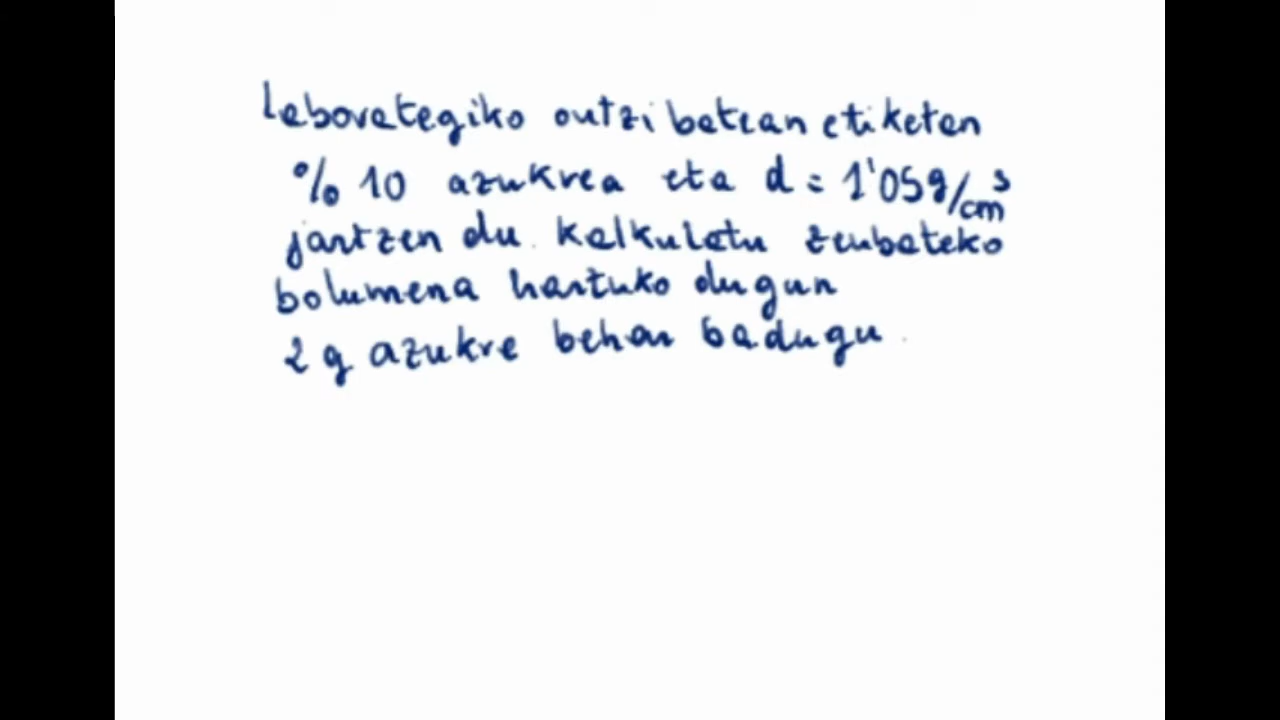 laborategiko ontzi batean etiketan
% 10 azukrea eta d = 1'05 g/cm³
jartzen du. kalkulatu zenbateko
bolumena hartuko dugun
2 g azukre behar badugu.